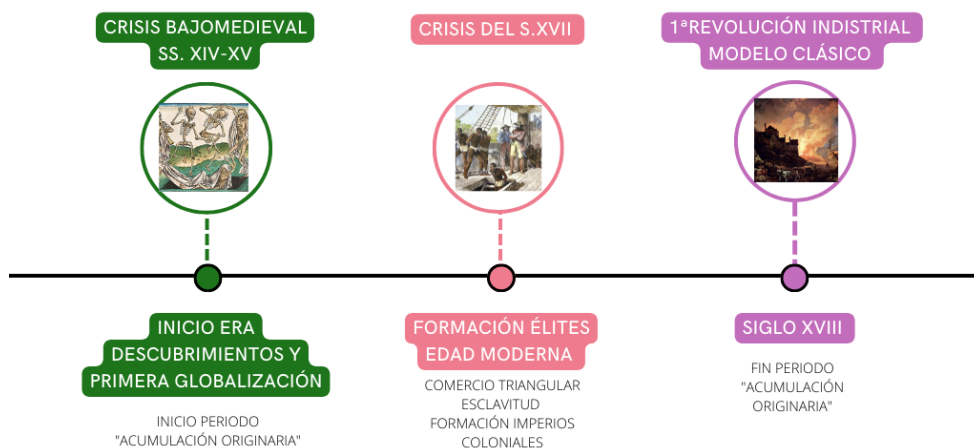 CRISIS BAJOMEDIEVAL
SS. XIV-XV
CRISIS DEL S.XVII
1ªREVOLUCIÓN INDISTRIAL
MODELO CLÁSICO
INICIO ERA
DESCUBRIMIENTOS Y
PRIMERA GLOBALIZACIÓN
INICIO PERIODO
"ACUMULACIÓN ORIGINARIA"
FORMACIÓN ÉLITES
EDAD MODERNA
COMERCIO TRIANGULAR
ESCLAVITUD
FORMACIÓN IMPERIOS
COLONIALES
SIGLO XVIII
FIN PERIODO
"ACUMULACIÓN
ORIGINARIA"